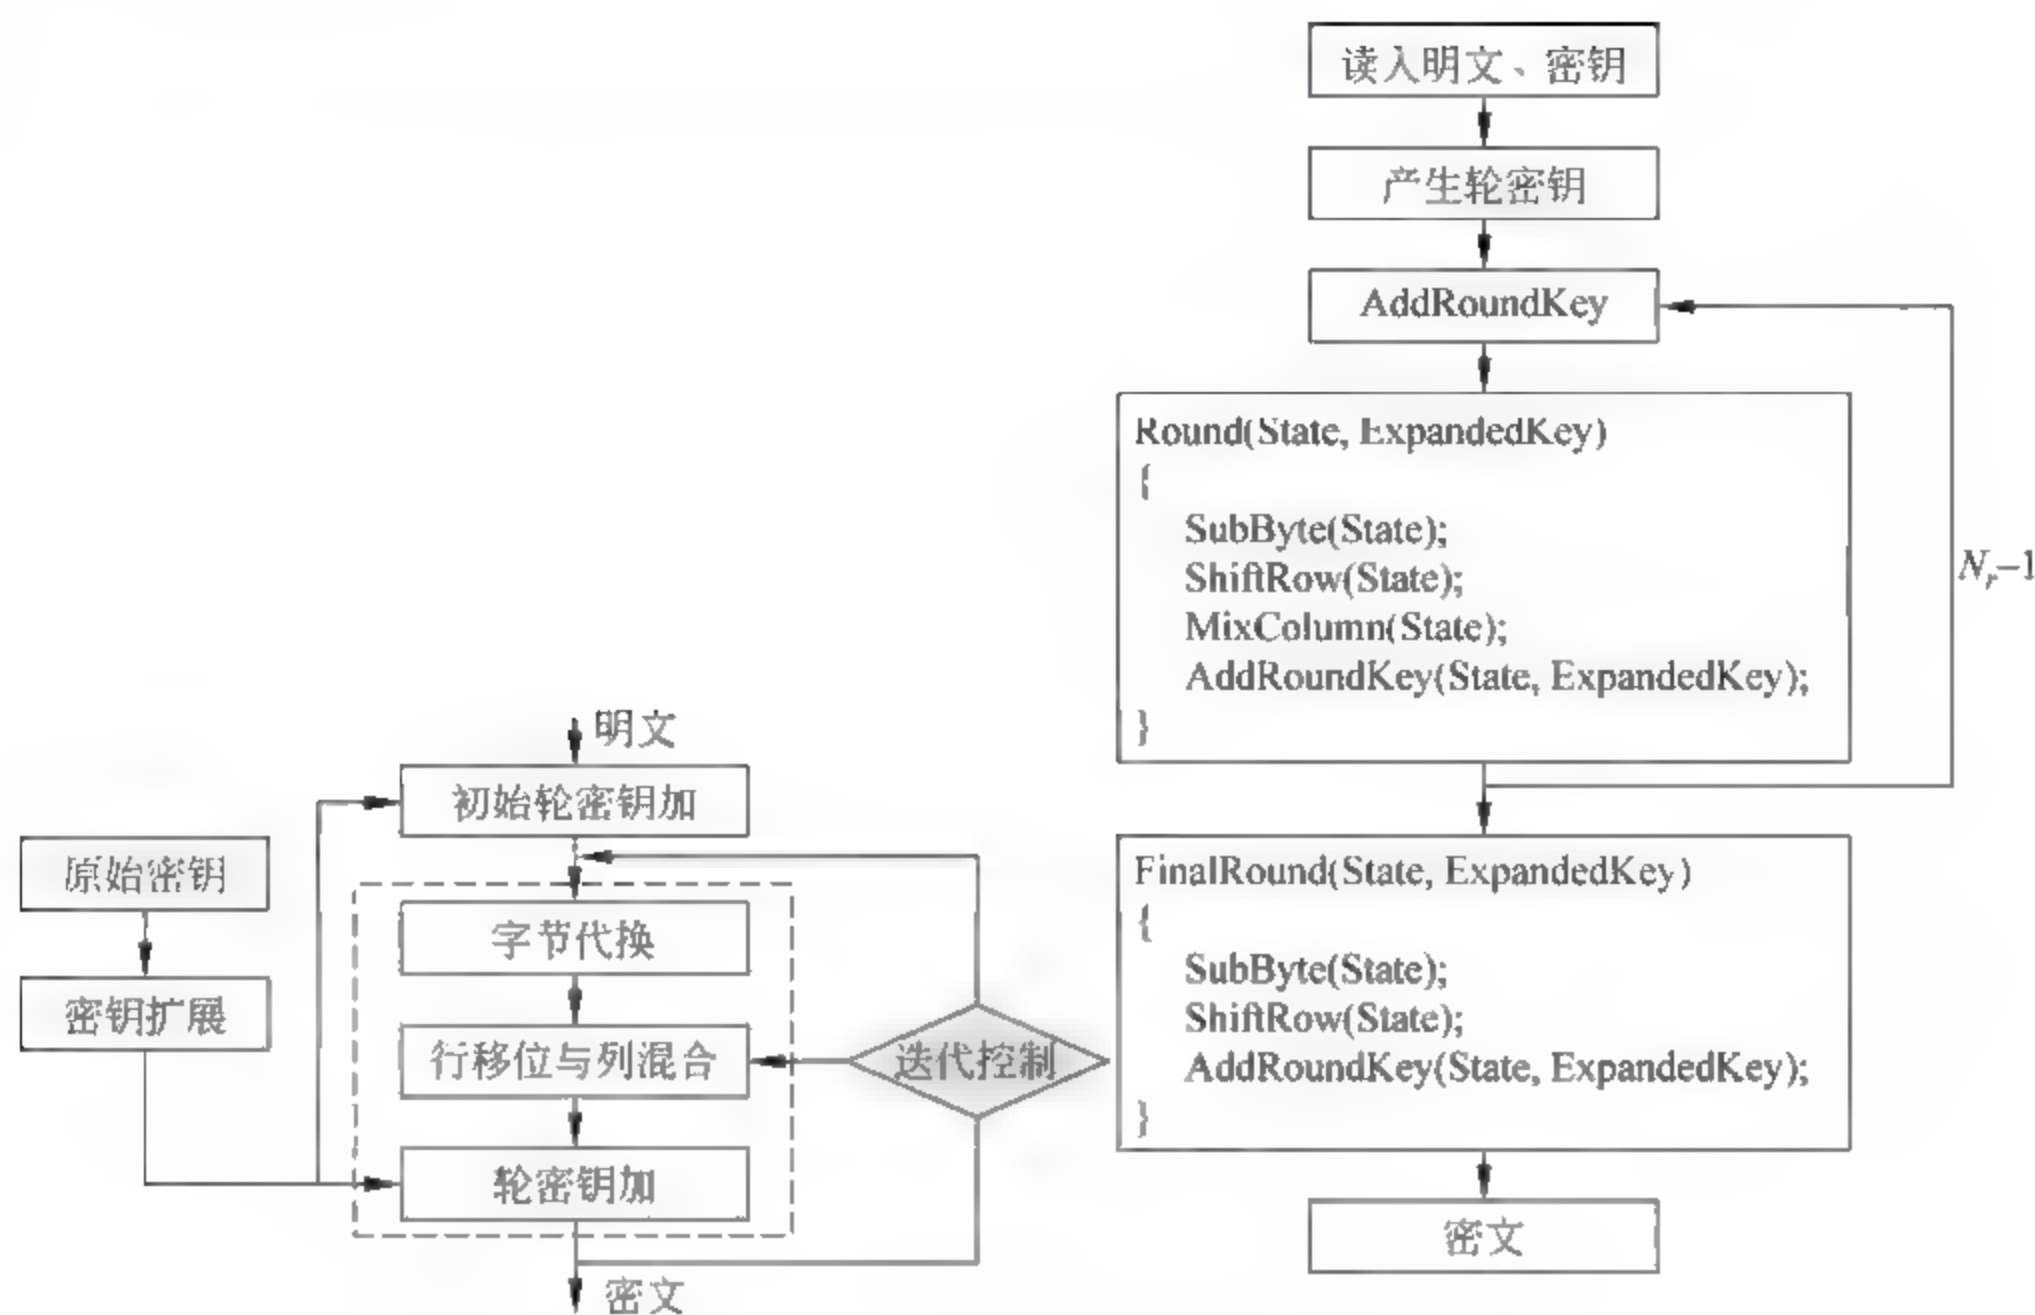 明文
初始轮密钥加
原始密钥
密钥扩展
字节代换
行移位与列混合
轮密钥加
迭代控制
密文
读入明文、密钥
产生轮密钥
AddRoundKey
Round(State, ExpandedKey)
{
SubByte(State);
ShiftRow(State);
MixColumn(State);
AddRoundKey(State, ExpandedKey);
}
Nr−1
FinalRound(State, ExpandedKey)
{
SubByte(State);
ShiftRow(State);
AddRoundKey(State, ExpandedKey);
}
密文